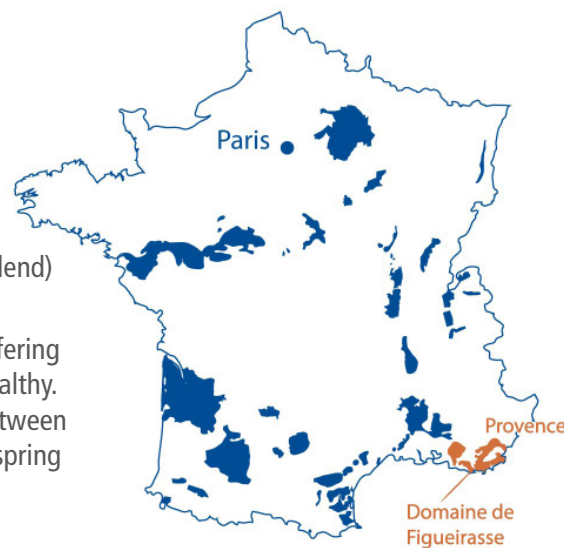 Paris
lend)
fering
althy.
tween
spring
Provence
Domaine de
Figueirasse